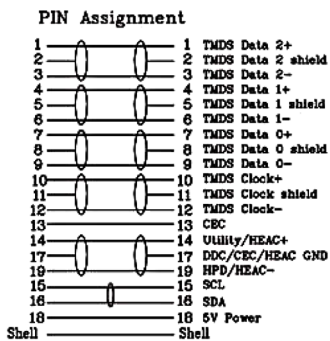 PIN Assignment
1 1 TMDS Data 2+
2 2 TMDS Data 2 shield
3 3 TMDS Data 2-
4 4 TMDS Data 1+
5 5 TMDS Data 1 shield
6 6 TMDS Data 1-
7 7 TMDS Data 0+
8 8 TMDS Data 0 shield
9 9 TMDS Data 0-
10 10 TMDS Clock+
11 11 TMDS Clock shield
12 12 TMDS Clock-
13 13 CEC
14 14 Utility/HEAC+
17 17 DDC/CEC/HEAC GND
19 19 HPD/HEAC-
15 15 SCL
16 16 SDA
18 18 5V Power
Shell Shell